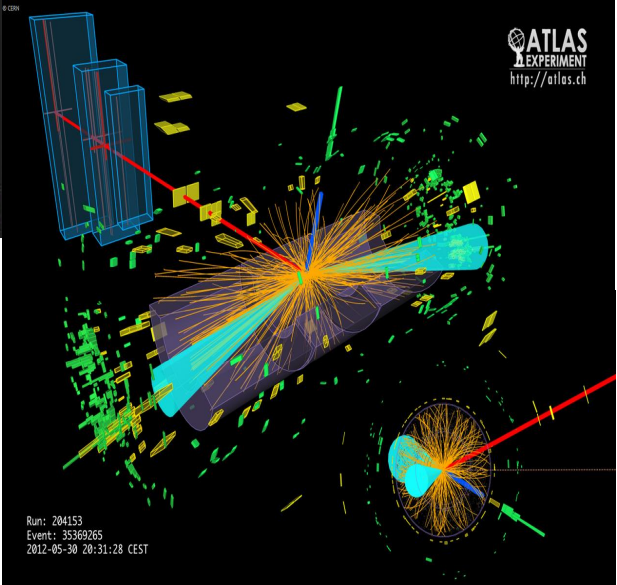 © CERN
ATLAS
EXPERIMENT
http://atlas.ch
Run: 204153
Event: 35369265
2012-05-30 20:31:28 CEST